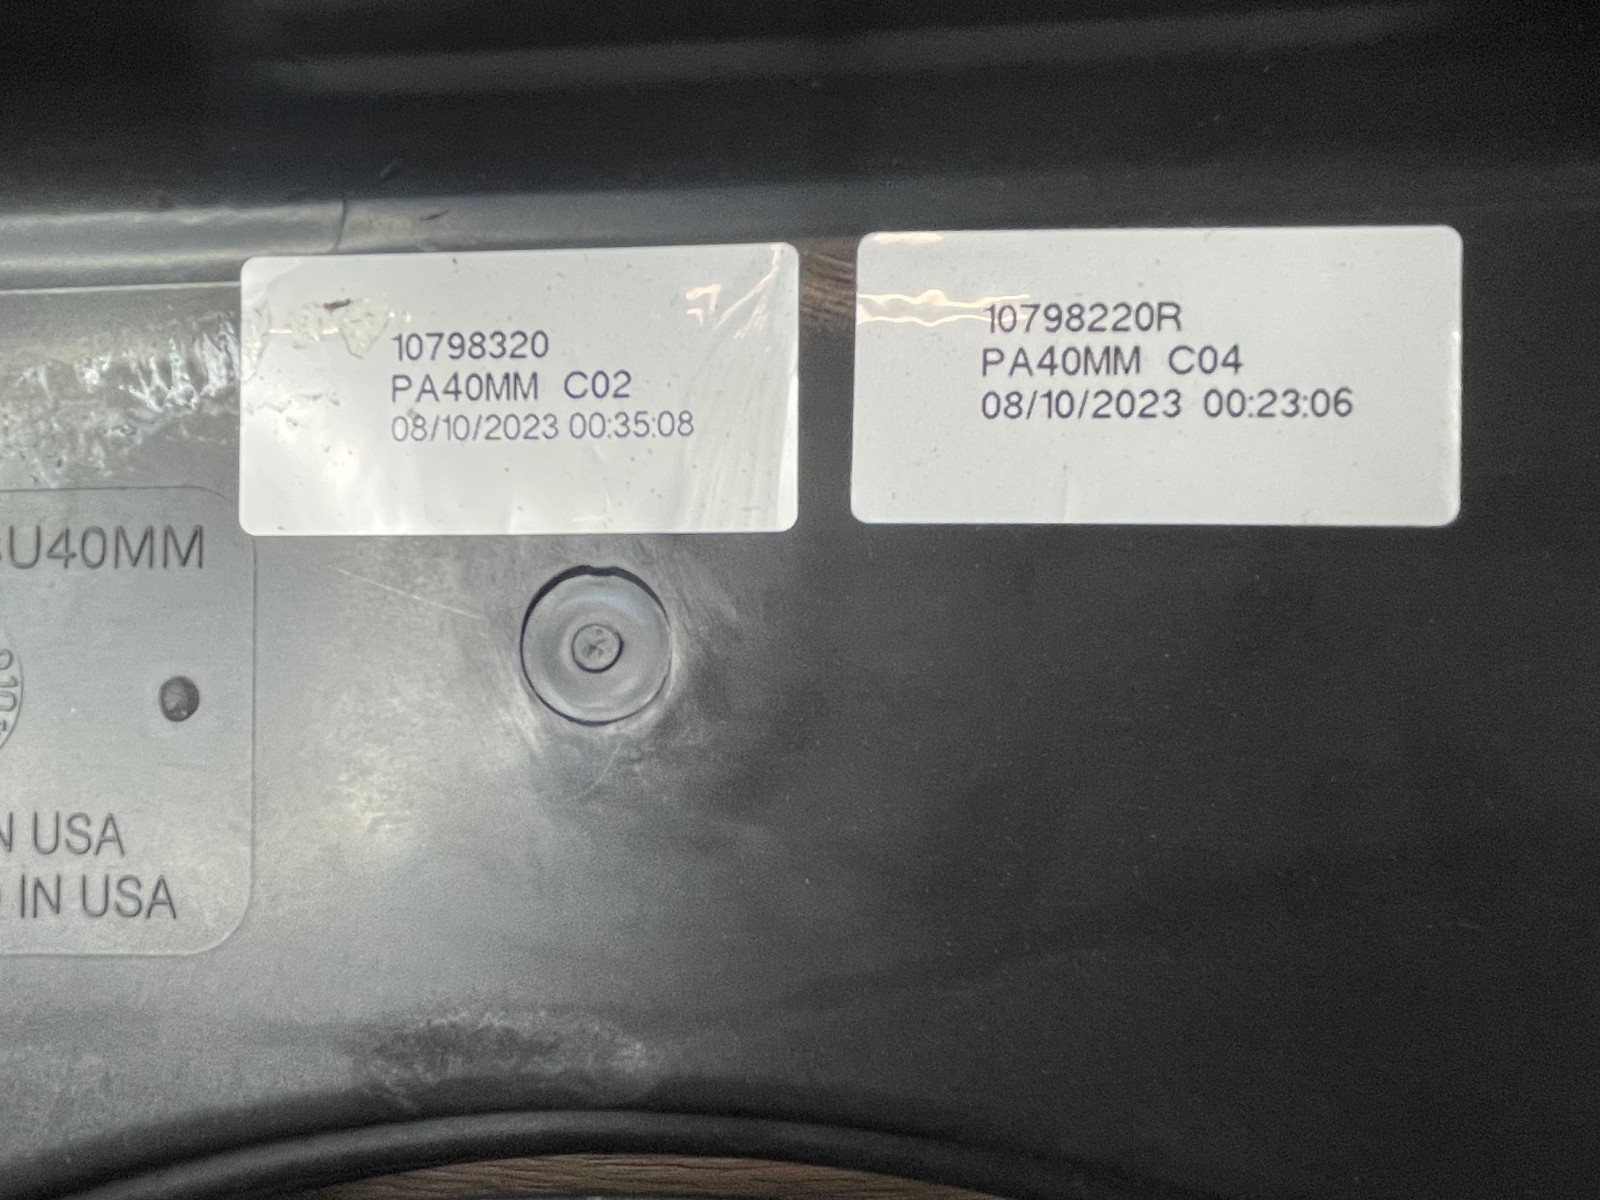 10798320
PA40MM C02
08/10/2023 00:35:08
10798220R
PA40MM C04
08/10/2023 00:23:06
U40MM
USA
IN USA